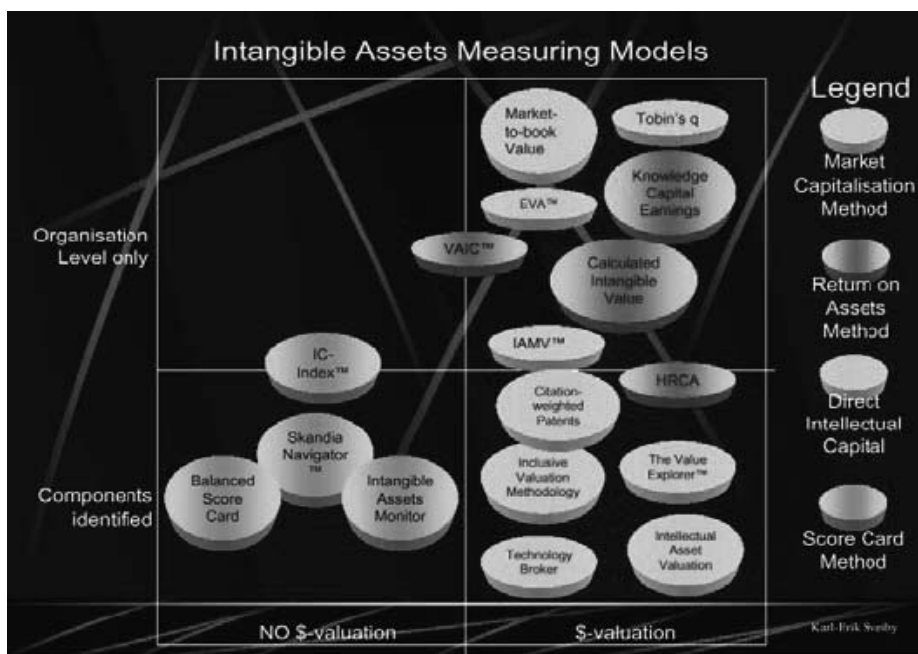 Intangible Assets Measuring Models
Organisation
Level only
Components
identified
Market-
to-book
Value
Tobin's q
Knowledge
Capital
Earnings
EVA™
VAIC™
Calculated
Intangible
Value
IAMV™
IC-
Index™
HRCA
Citation-
weighted
Patents
Skandia
Navigator
™
Balanced
Score
Card
Intangible
Assets
Monitor
Inclusive
Valuation
Methodology
The Value
Explorer™
Technology
Broker
Intellectual
Asset
Valuation
NO $-valuation
$-valuation
Legend
Market
Capitalisation
Method
Return on
Assets
Method
Direct
Intellectual
Capital
Score Card
Method
Karl-Erik Sveiby